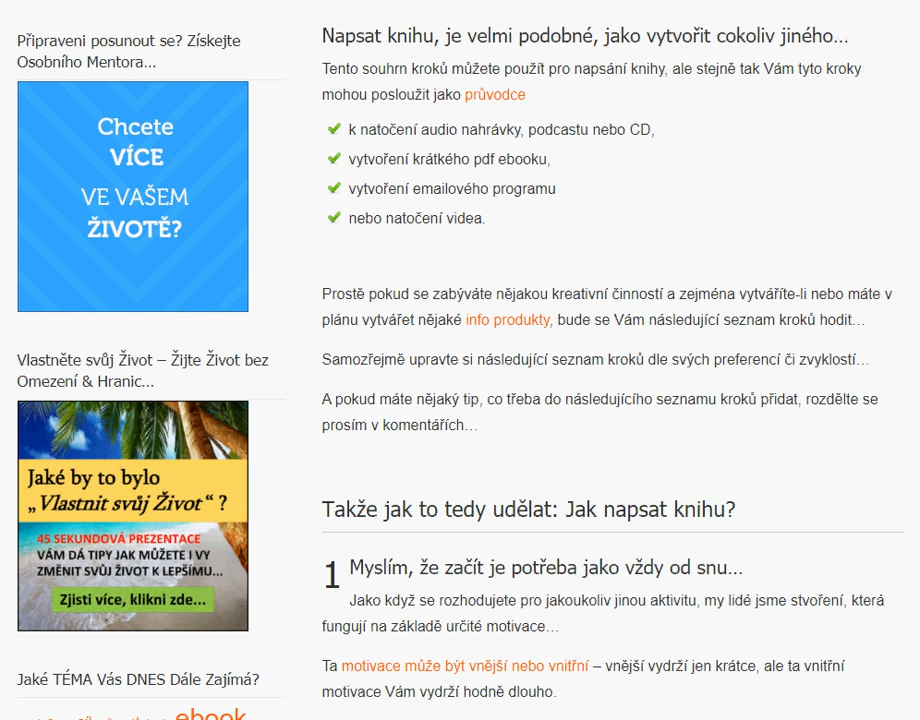 Připraveni posunout se? Získejte
Osobního Mentora...
Chcete
VÍCE
VE VAŠEM
ŽIVOTĚ?
Vlastněte svůj Život – Žijte Život bez
Omezení & Hranic...
Jaké by to bylo
„Vlastnit svůj Život“ ?
45 SEKUNDOVÁ PREZENTACE
VÁM DÁ TIPY JAK MŮŽETE I VY
ZMĚNIT SVŮJ ŽIVOT K LEPŠÍMU...
Zjisti více, klikni zde...
Jaké TÉMA Vás DNES Dále Zajímá?
ebook
Napsat knihu, je velmi podobné, jako vytvořit cokoliv jiného…
Tento souhrn kroků můžete použít pro napsání knihy, ale stejně tak Vám tyto kroky
mohou posloužit jako průvodce
k natočení audio nahrávky, podcastu nebo CD,
vytvoření krátkého pdf ebooku,
vytvoření emailového programu
nebo natočení videa.
Prostě pokud se zabýváte nějakou kreativní činností a zejména vytváříte-li nebo máte v
plánu vytvářet nějaké info produkty, bude se Vám následující seznam kroků hodit…
Samozřejmě upravte si následující seznam kroků dle svých preferencí či zvyklostí…
A pokud máte nějaký tip, co třeba do následujícího seznamu kroků přidat, rozdělte se
prosím v komentářích…
Takže jak to tedy udělat: Jak napsat knihu?
1 Myslím, že začít je potřeba jako vždy od snu…
Jako když se rozhodujete pro jakoukoliv jinou aktivitu, my lidé jsme stvoření, která
fungují na základě určité motivace…
Ta motivace může být vnější nebo vnitřní – vnější vydrží jen krátce, ale ta vnitřní
motivace Vám vydrží hodně dlouho.